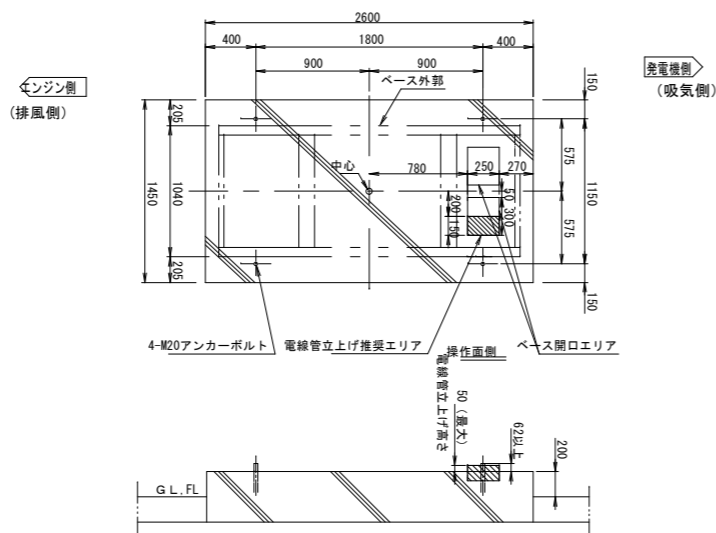 2600
400
1800
400
900
900
ベース外郭
エンジン側
(排風側)
発電機側
(吸気側)
150
205
575
中心
780
250
270
1450
1040
200
50
1150
150
300
575
205
150
4-M20アンカーボルト
電線管立上げ推奨エリア
操作面側
ベース開口エリア
電線管立上げ高さ
50 (最大)
62以上
200
GL,FL